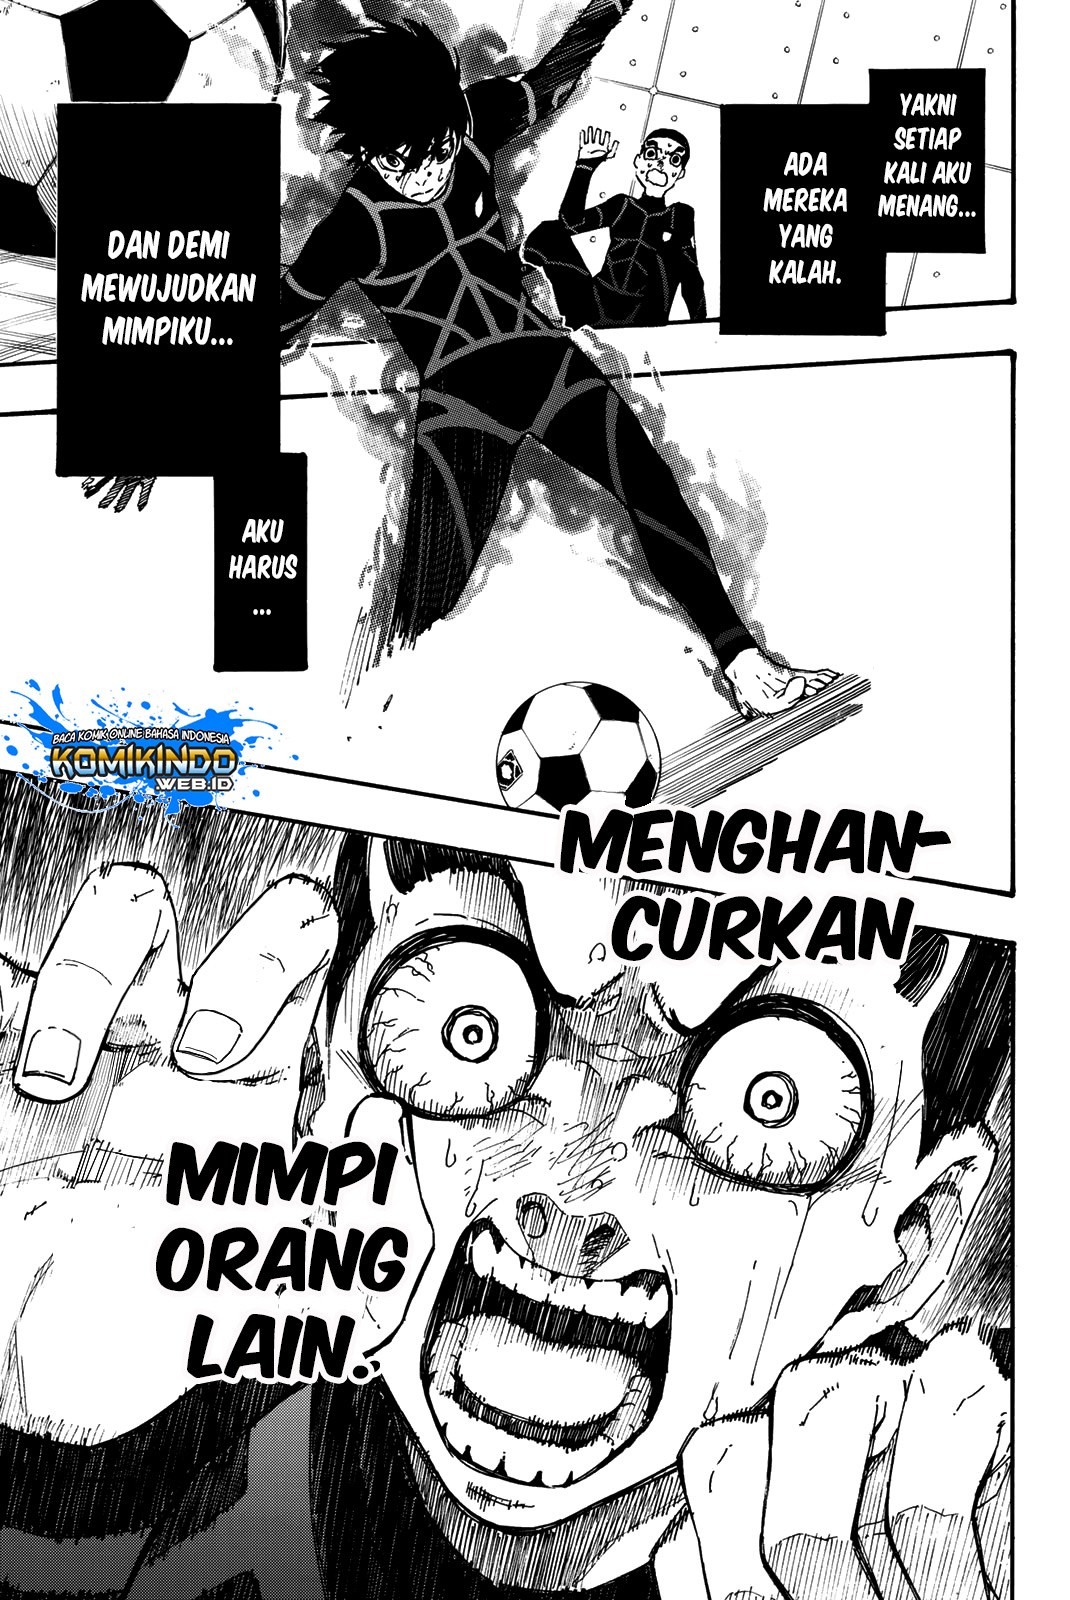 YAKNI
SETIAP
KALI AKU
MENANG...
ADA
MEREKA
YANG
KALAH.
DAN DEMI
MEWUJUDKAN
MIMPIKU...
AKU
HARUS
...
BACA KOMIK ONLINE BAHASA INDONESIA
KOMIKINDO
WEB.ID
MENGHAN-
CURKAN
MIMPI
ORANG
LAIN.